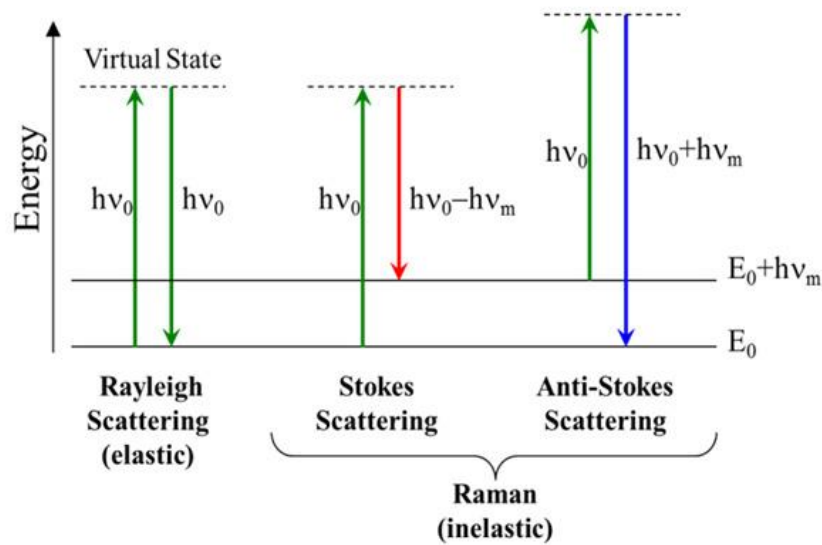 Energy
Virtual State
hν₀
hν₀
hν₀
hν₀−hνₘ
hν₀
hν₀+hνₘ
E₀+hνₘ
E₀
Rayleigh
Scattering
(elastic)
Stokes
Scattering
Anti-Stokes
Scattering
Raman
(inelastic)